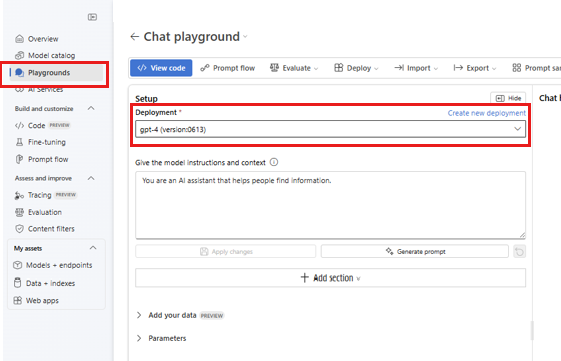 Overview
Model catalog
Playgrounds
AI Services
Build and customize
Code PREVIEW
Fine-tuning
Prompt flow
Assess and improve
Tracing PREVIEW
Evaluation
Content filters
My assets
Models + endpoints
Data + indexes
Web apps
Chat playground
View code
Prompt flow
Evaluate
Deploy
Import
Export
Prompt sa
Setup
Hide
Deployment *
Create new deployment
gpt-4 (version:0613)
Give the model instructions and context
You are an AI assistant that helps people find information.
Apply changes
Generate prompt
Add section
Add your data PREVIEW
Parameters
Chat h